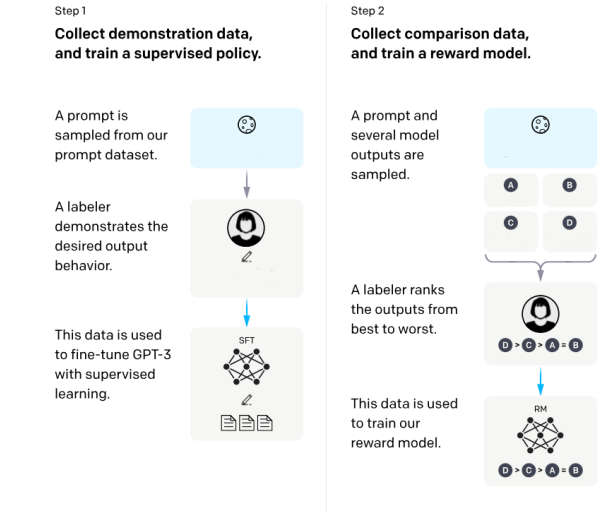 Step 1
Collect demonstration data,
and train a supervised policy.
A prompt is
sampled from our
prompt dataset.
A labeler
demonstrates the
desired output
behavior.
This data is used
to fine-tune GPT-3
with supervised
learning.
SFT
Step 2
Collect comparison data,
and train a reward model.
A prompt and
several model
outputs are
sampled.
A B
C D
A labeler ranks
the outputs from
best to worst.
D > C > A = B
This data is used
to train our
reward model.
RM
D > C > A = B